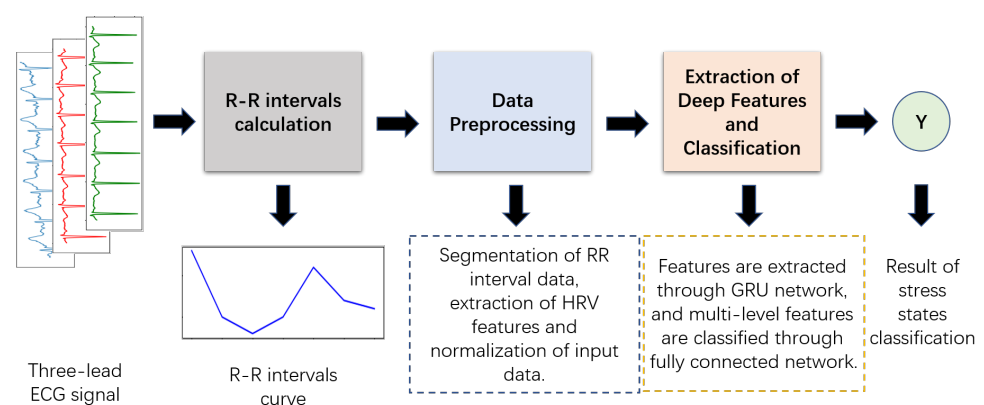 R-R intervals
calculation
Data
Preprocessing
Extraction of
Deep Features
and
Classification
Y
Three-lead
ECG signal
R-R intervals
curve
Segmentation of RR
interval data,
extraction of HRV
features and
normalization of input
data.
Features are extracted
through GRU network,
and multi-level features
are classified through
fully connected network.
Result of
stress
states
classification